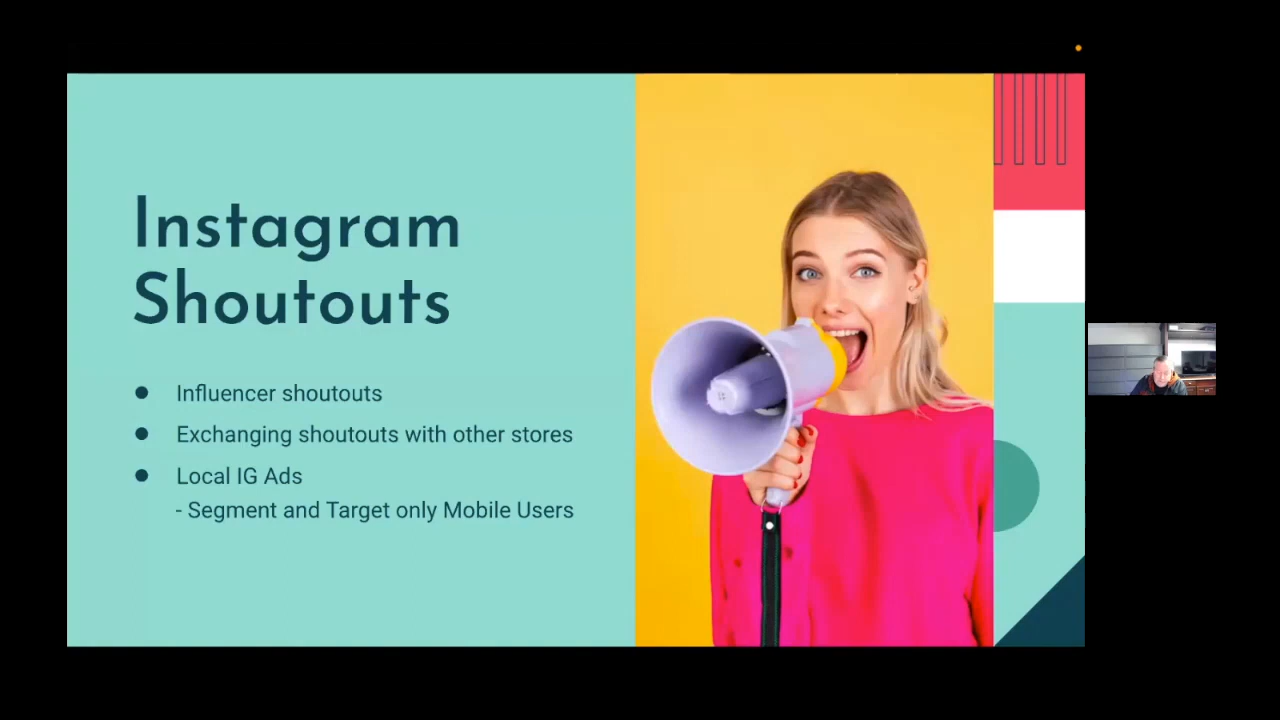 Instagram
Shoutouts
● Influencer shoutouts
● Exchanging shoutouts with other stores
● Local IG Ads
- Segment and Target only Mobile Users